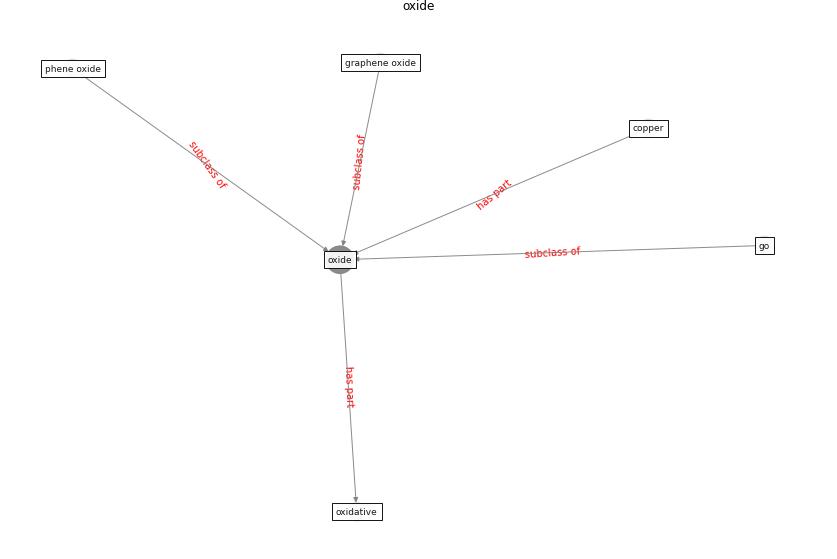 oxide
phene oxide
graphene oxide
copper
subclass of
subclass of
has part
go
subclass of
oxide
has part
oxidative